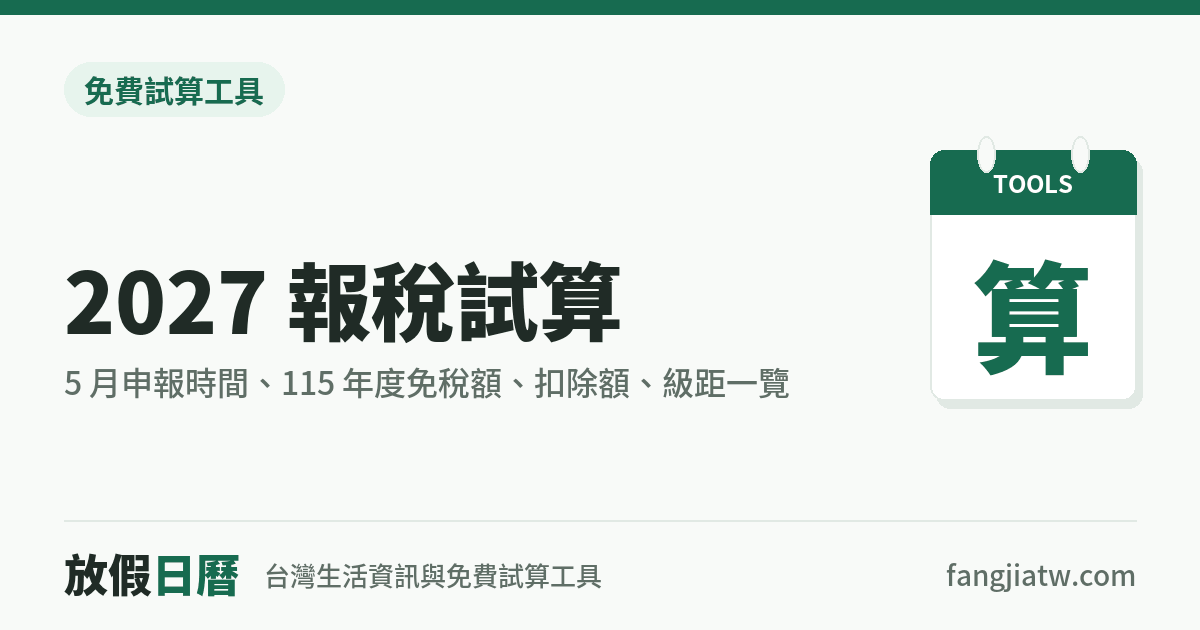 免費試算工具
TOOLS
算
2027 報稅試算
5 月申報時間、115 年度免稅額、扣除額、級距一覽
放假日曆 台灣生活資訊與免費試算工具
fangjiatw.com